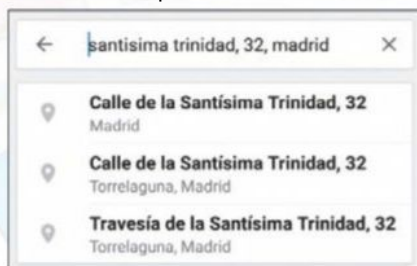 santisima trinidad, 32, madrid
Calle de la Santísima Trinidad, 32
Madrid
Calle de la Santísima Trinidad, 32
Torrelaguna, Madrid
Travesía de la Santísima Trinidad, 32
Torrelaguna, Madrid